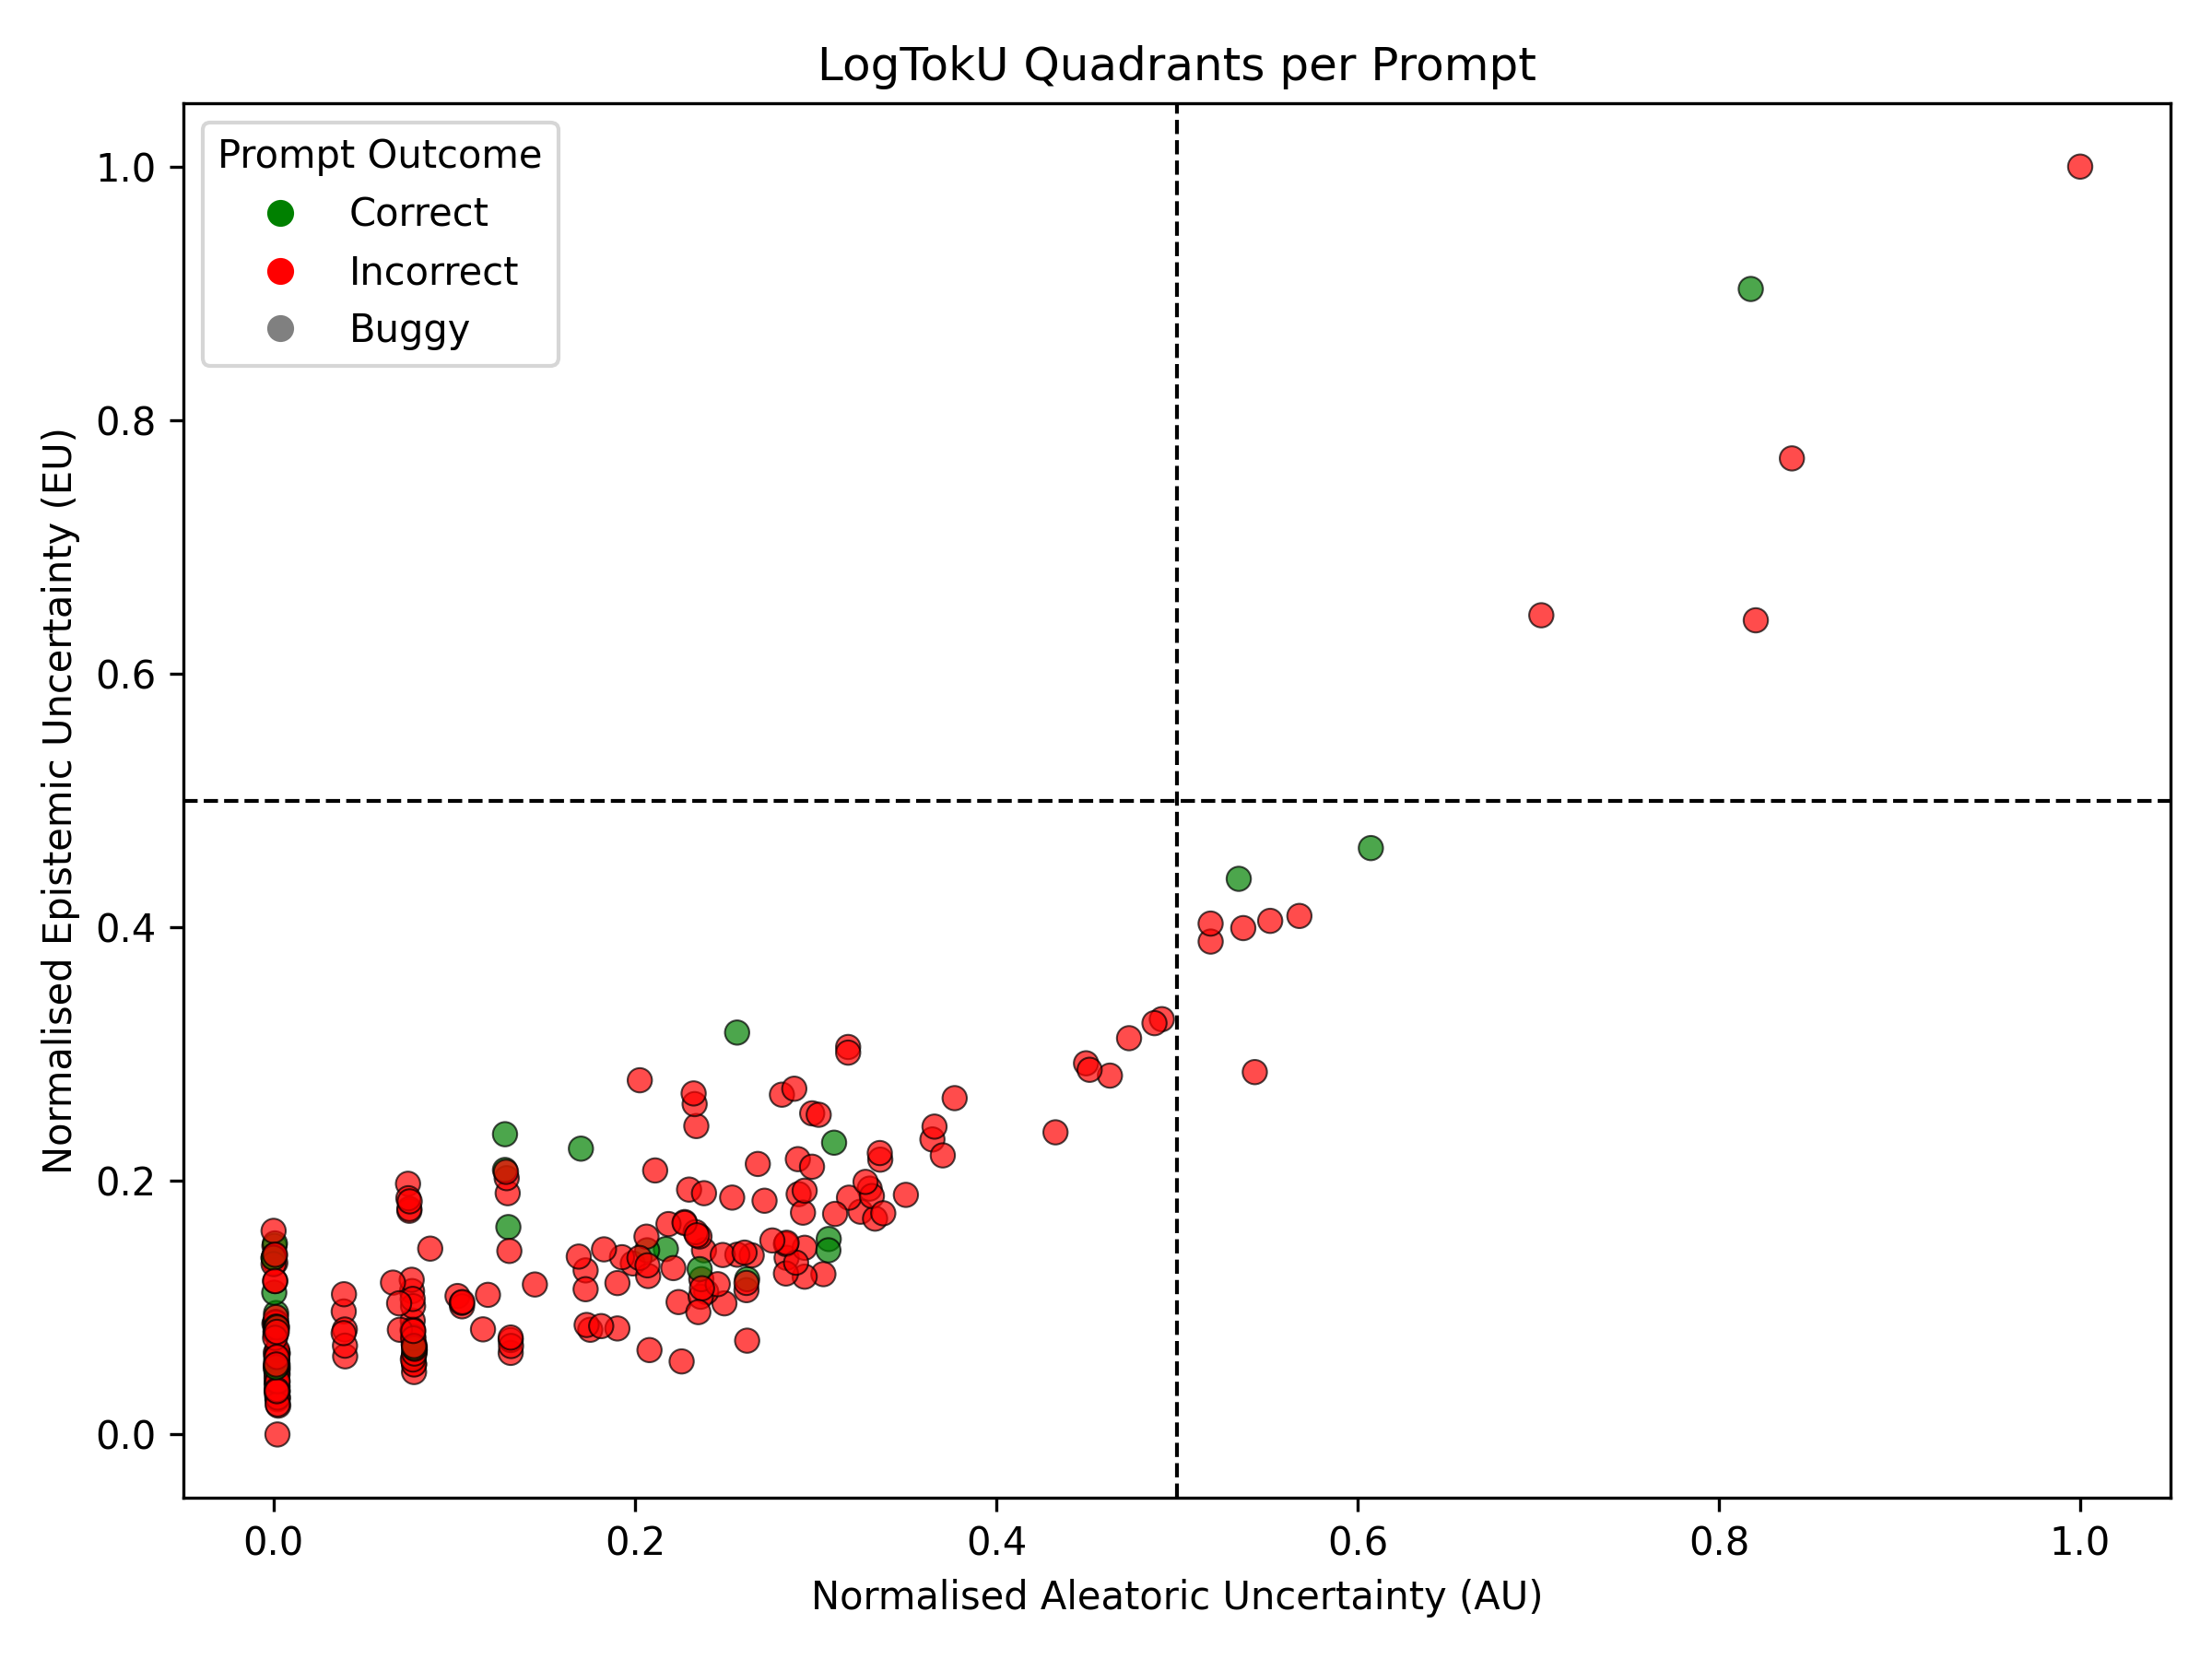 LogTokU Quadrants per Prompt
Prompt Outcome
Correct
Incorrect
Buggy
Normalised Epistemic Uncertainty (EU)
1.0
0.8
0.6
0.4
0.2
0.0
0.0 0.2 0.4 0.6 0.8 1.0
Normalised Aleatoric Uncertainty (AU)